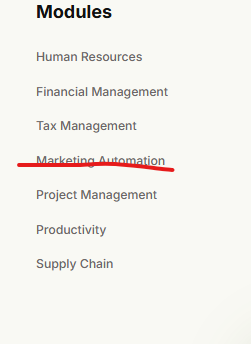 Modules
Human Resources
Financial Management
Tax Management
Marketing Automation
Project Management
Productivity
Supply Chain